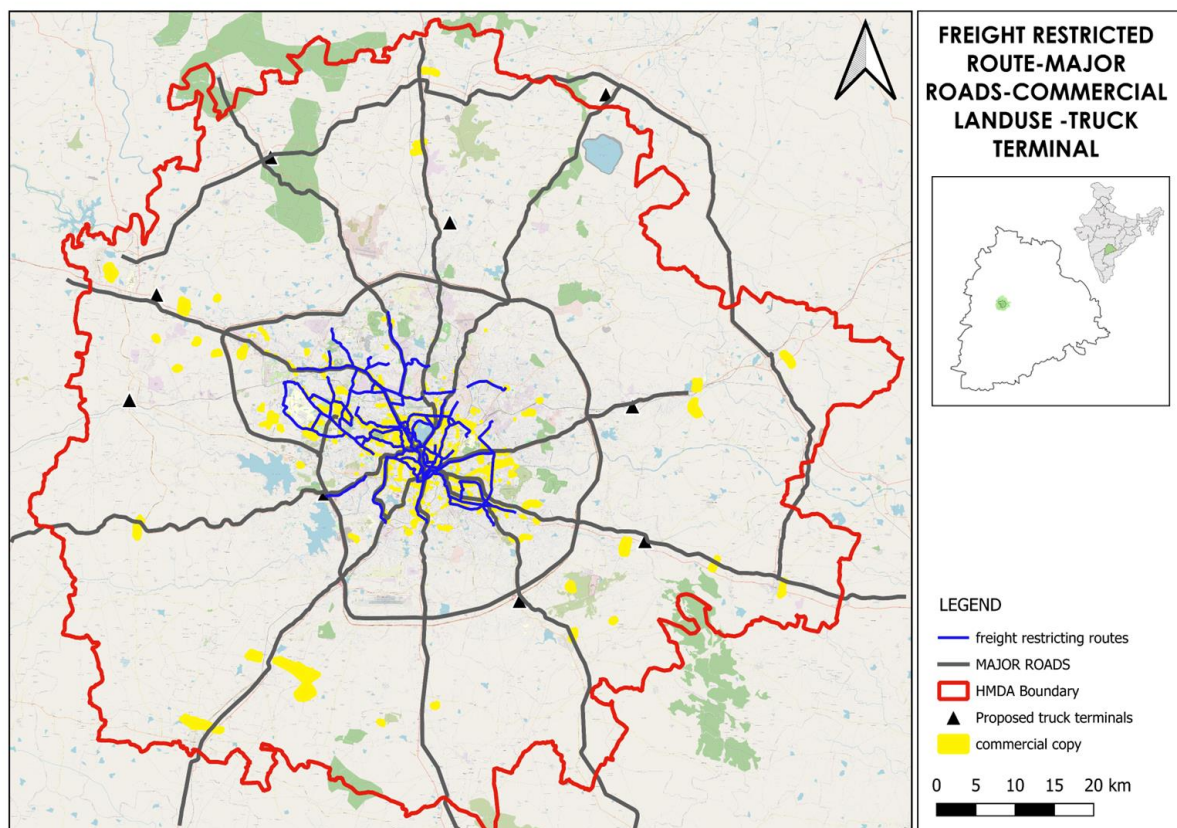 FREIGHT RESTRICTED
ROUTE-MAJOR
ROADS-COMMERCIAL
LANDUSE -TRUCK
TERMINAL
LEGEND
freight restricting routes
MAJOR ROADS
HMDA Boundary
Proposed truck terminals
commercial copy
0 5 10 15 20 km